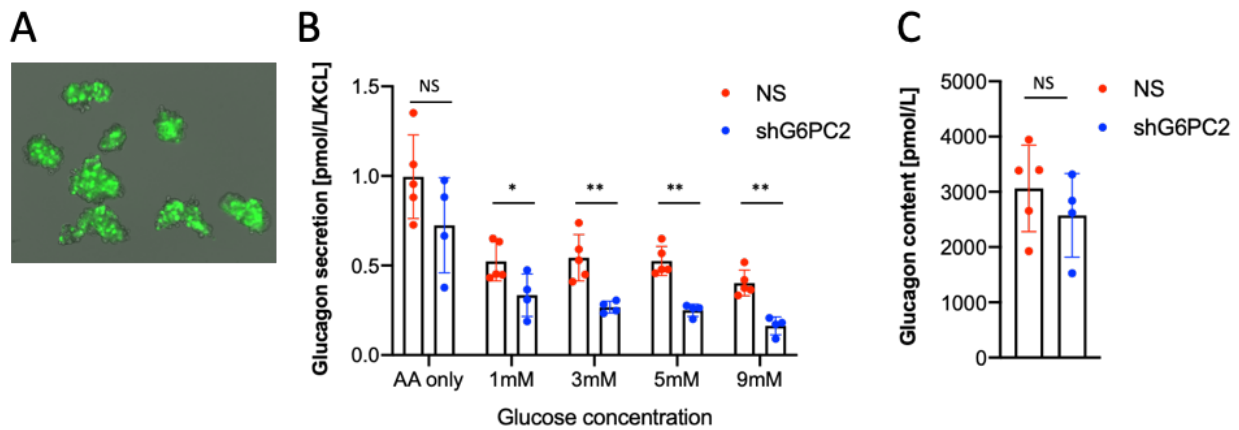 A
B
C
Glucagon secretion [pmol/L/KCL]
1.5
1.0
0.5
0.0
NS
*
**
**
**
NS
shG6PC2
AA only 1mM 3mM 5mM 9mM
Glucose concentration
Glucagon content [pmol/L]
5000
4000
3000
2000
1000
0
NS
NS
shG6PC2